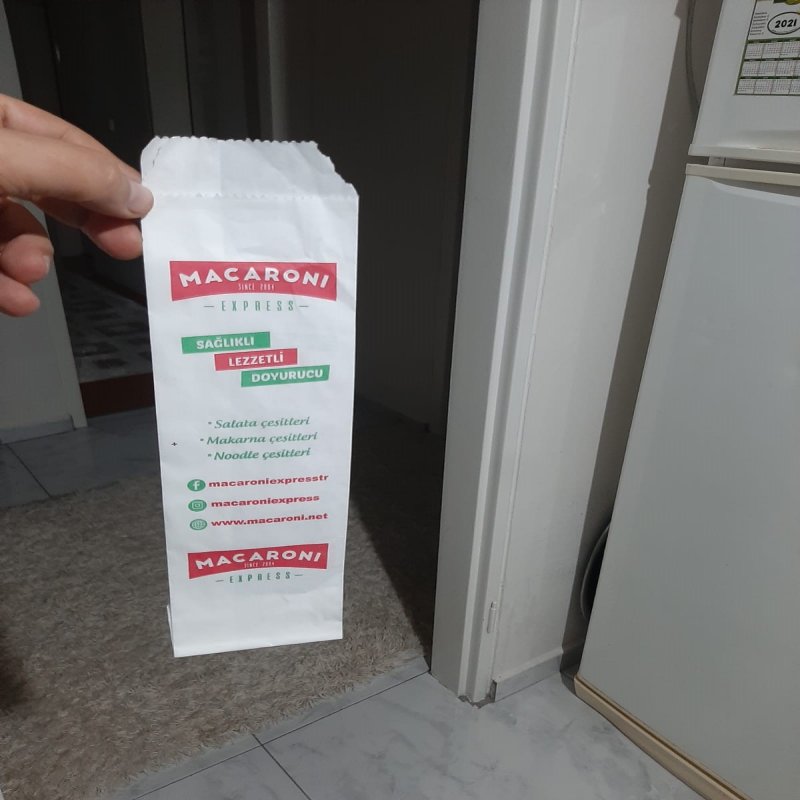 MACARONI
SINCE 2004
EXPRESS
SAĞLIKLI
LEZZETLİ
DOYURUCU
• Salata çeşitleri
• Makarna çeşitleri
• Noodle çeşitleri
macaroniexpresstr
macaroniexpress
www.macaroni.net
MACARONI
SINCE 2004
EXPRESS
2021